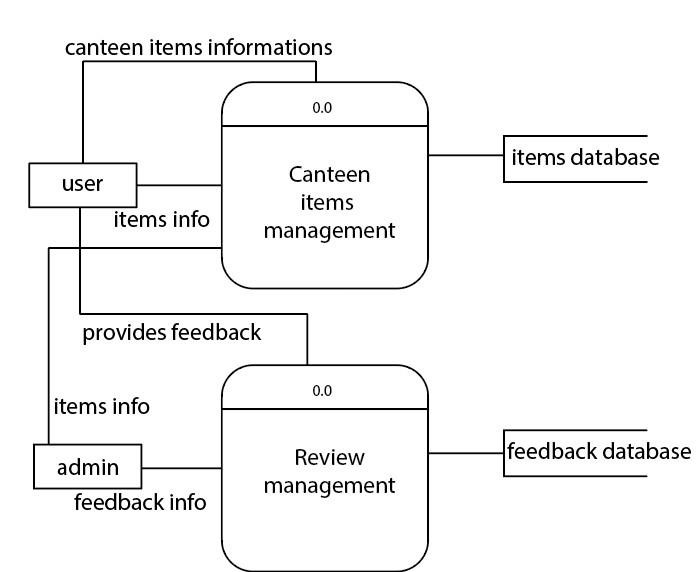 canteen items informations
0.0
Canteen
items
management
items database
user
items info
provides feedback
0.0
Review
management
feedback database
items info
admin
feedback info